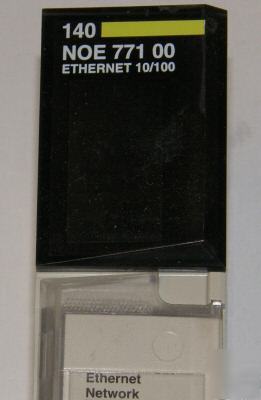 140
NOE 771 00
ETHERNET 10/100
Ethernet
Network